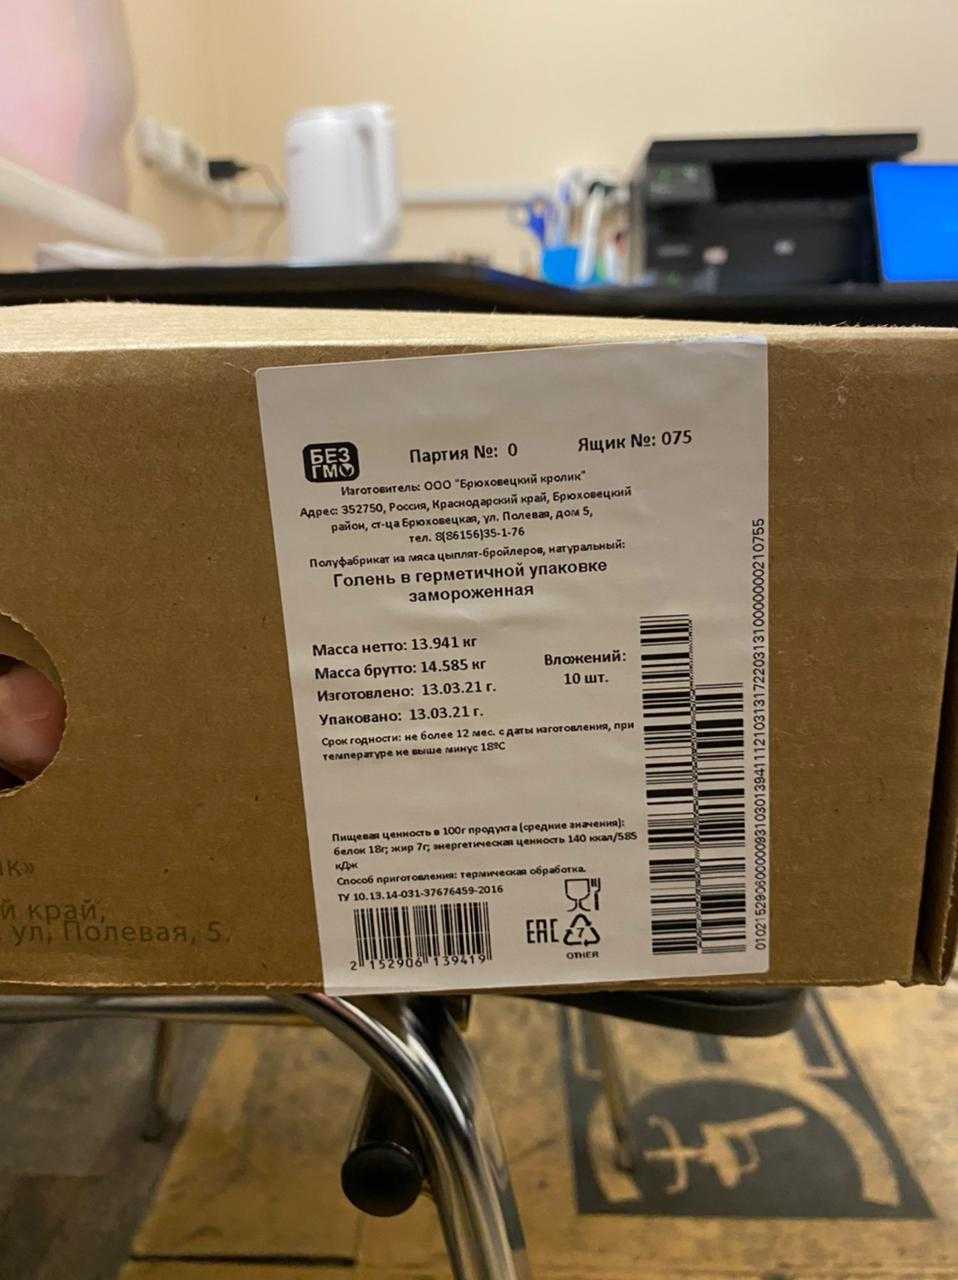 БЕЗ ГМО
Партия №: 0
Ящик №: 075
Изготовитель: ООО "Брюховецкий кролик"
Адрес: 352750, Россия, Краснодарский край, Брюховецкий
район, ст-ца Брюховецкая, ул. Полевая, дом 5,
тел. 8(86156)35-1-76
Полуфабрикат из мяса цыплят-бройлеров, натуральный:
Голень в герметичной упаковке
замороженная
Масса нетто: 13.941 кг
Масса брутто: 14.585 кг
Изготовлено: 13.03.21 г.
Упаковано: 13.03.21 г.
Вложений:
10 шт.
Срок годности: не более 12 мес. с даты изготовления, при
температуре не выше минус 18ºС
Пищевая ценность в 100г продукта (средние значения):
белок 18г; жир 7г; энергетическая ценность 140 ккал/585
кДж
Способ приготовления: термическая обработка.
ТУ 10.13.14-031-37676459-2016
2 152906 139419
EAC
7
OTHER
ик»
й край,
ул, Полевая, 5.